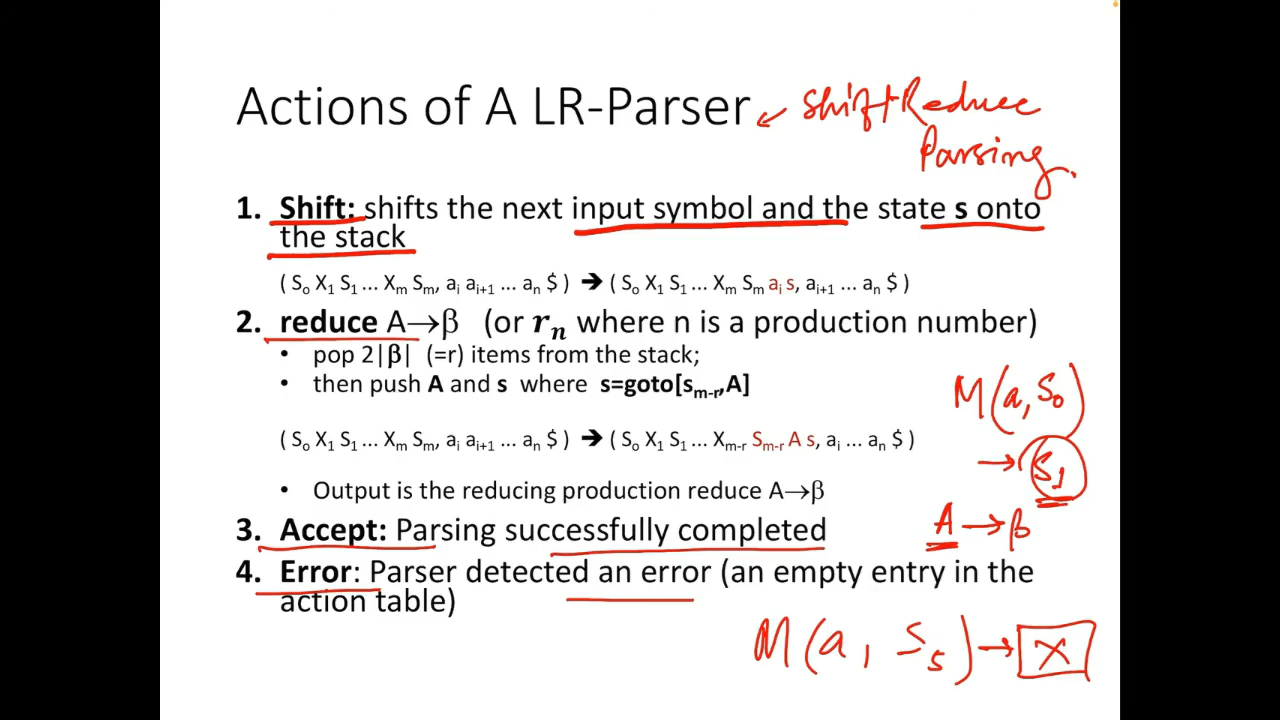 Actions of A LR-Parser
Shift Reduce
Parsing.
1. Shift: shifts the next input symbol and the state s onto
the stack
( So X1 S1 ... Xm Sm, ai ai+1 ... an $ ) ➔ ( So X1 S1 ... Xm Sm ai s, ai+1 ... an $ )
2. reduce A→β (or rn where n is a production number)
• pop 2|β| (=r) items from the stack;
• then push A and s where s=goto[sm-r,A]
M(a, S0)
( So X1 S1 ... Xm Sm, ai ai+1 ... an $ ) ➔ ( So X1 S1 ... Xm-r Sm-r A s, ai ... an $ )
→ S1
• Output is the reducing production reduce A→β
3. Accept: Parsing successfully completed
A → β
4. Error: Parser detected an error (an empty entry in the
action table)
M(a, S5) → X